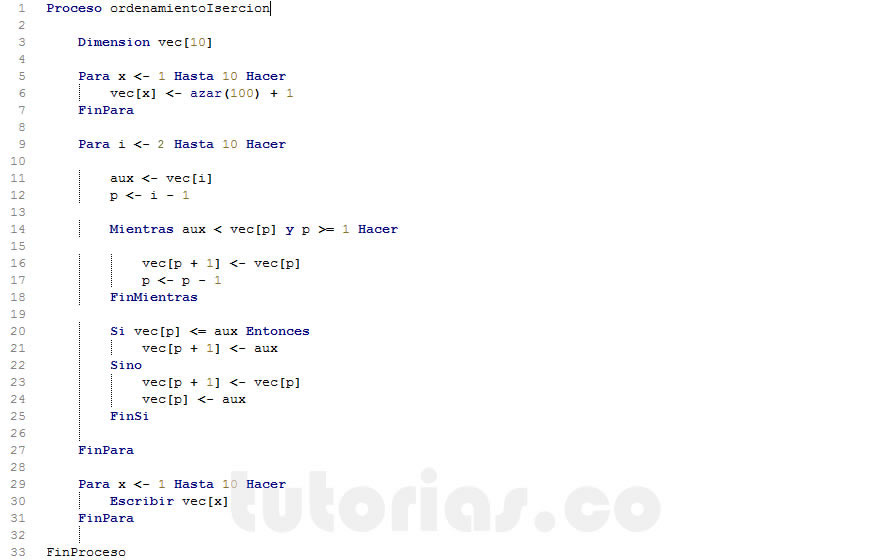 1 Proceso ordenamientoIsercion
2
3 Dimension vec[10]
4
5 Para x <- 1 Hasta 10 Hacer
6 vec[x] <- azar(100) + 1
7 FinPara
8
9 Para i <- 2 Hasta 10 Hacer
10
11 aux <- vec[i]
12 p <- i - 1
13
14 Mientras aux < vec[p] y p >= 1 Hacer
15
16 vec[p + 1] <- vec[p]
17 p <- p - 1
18 FinMientras
19
20 Si vec[p] <= aux Entonces
21 vec[p + 1] <- aux
22 Sino
23 vec[p + 1] <- vec[p]
24 vec[p] <- aux
25 FinSi
26
27 FinPara
28
29 Para x <- 1 Hasta 10 Hacer
30 Escribir vec[x]
31 FinPara
32
33 FinProceso
tutorias.co